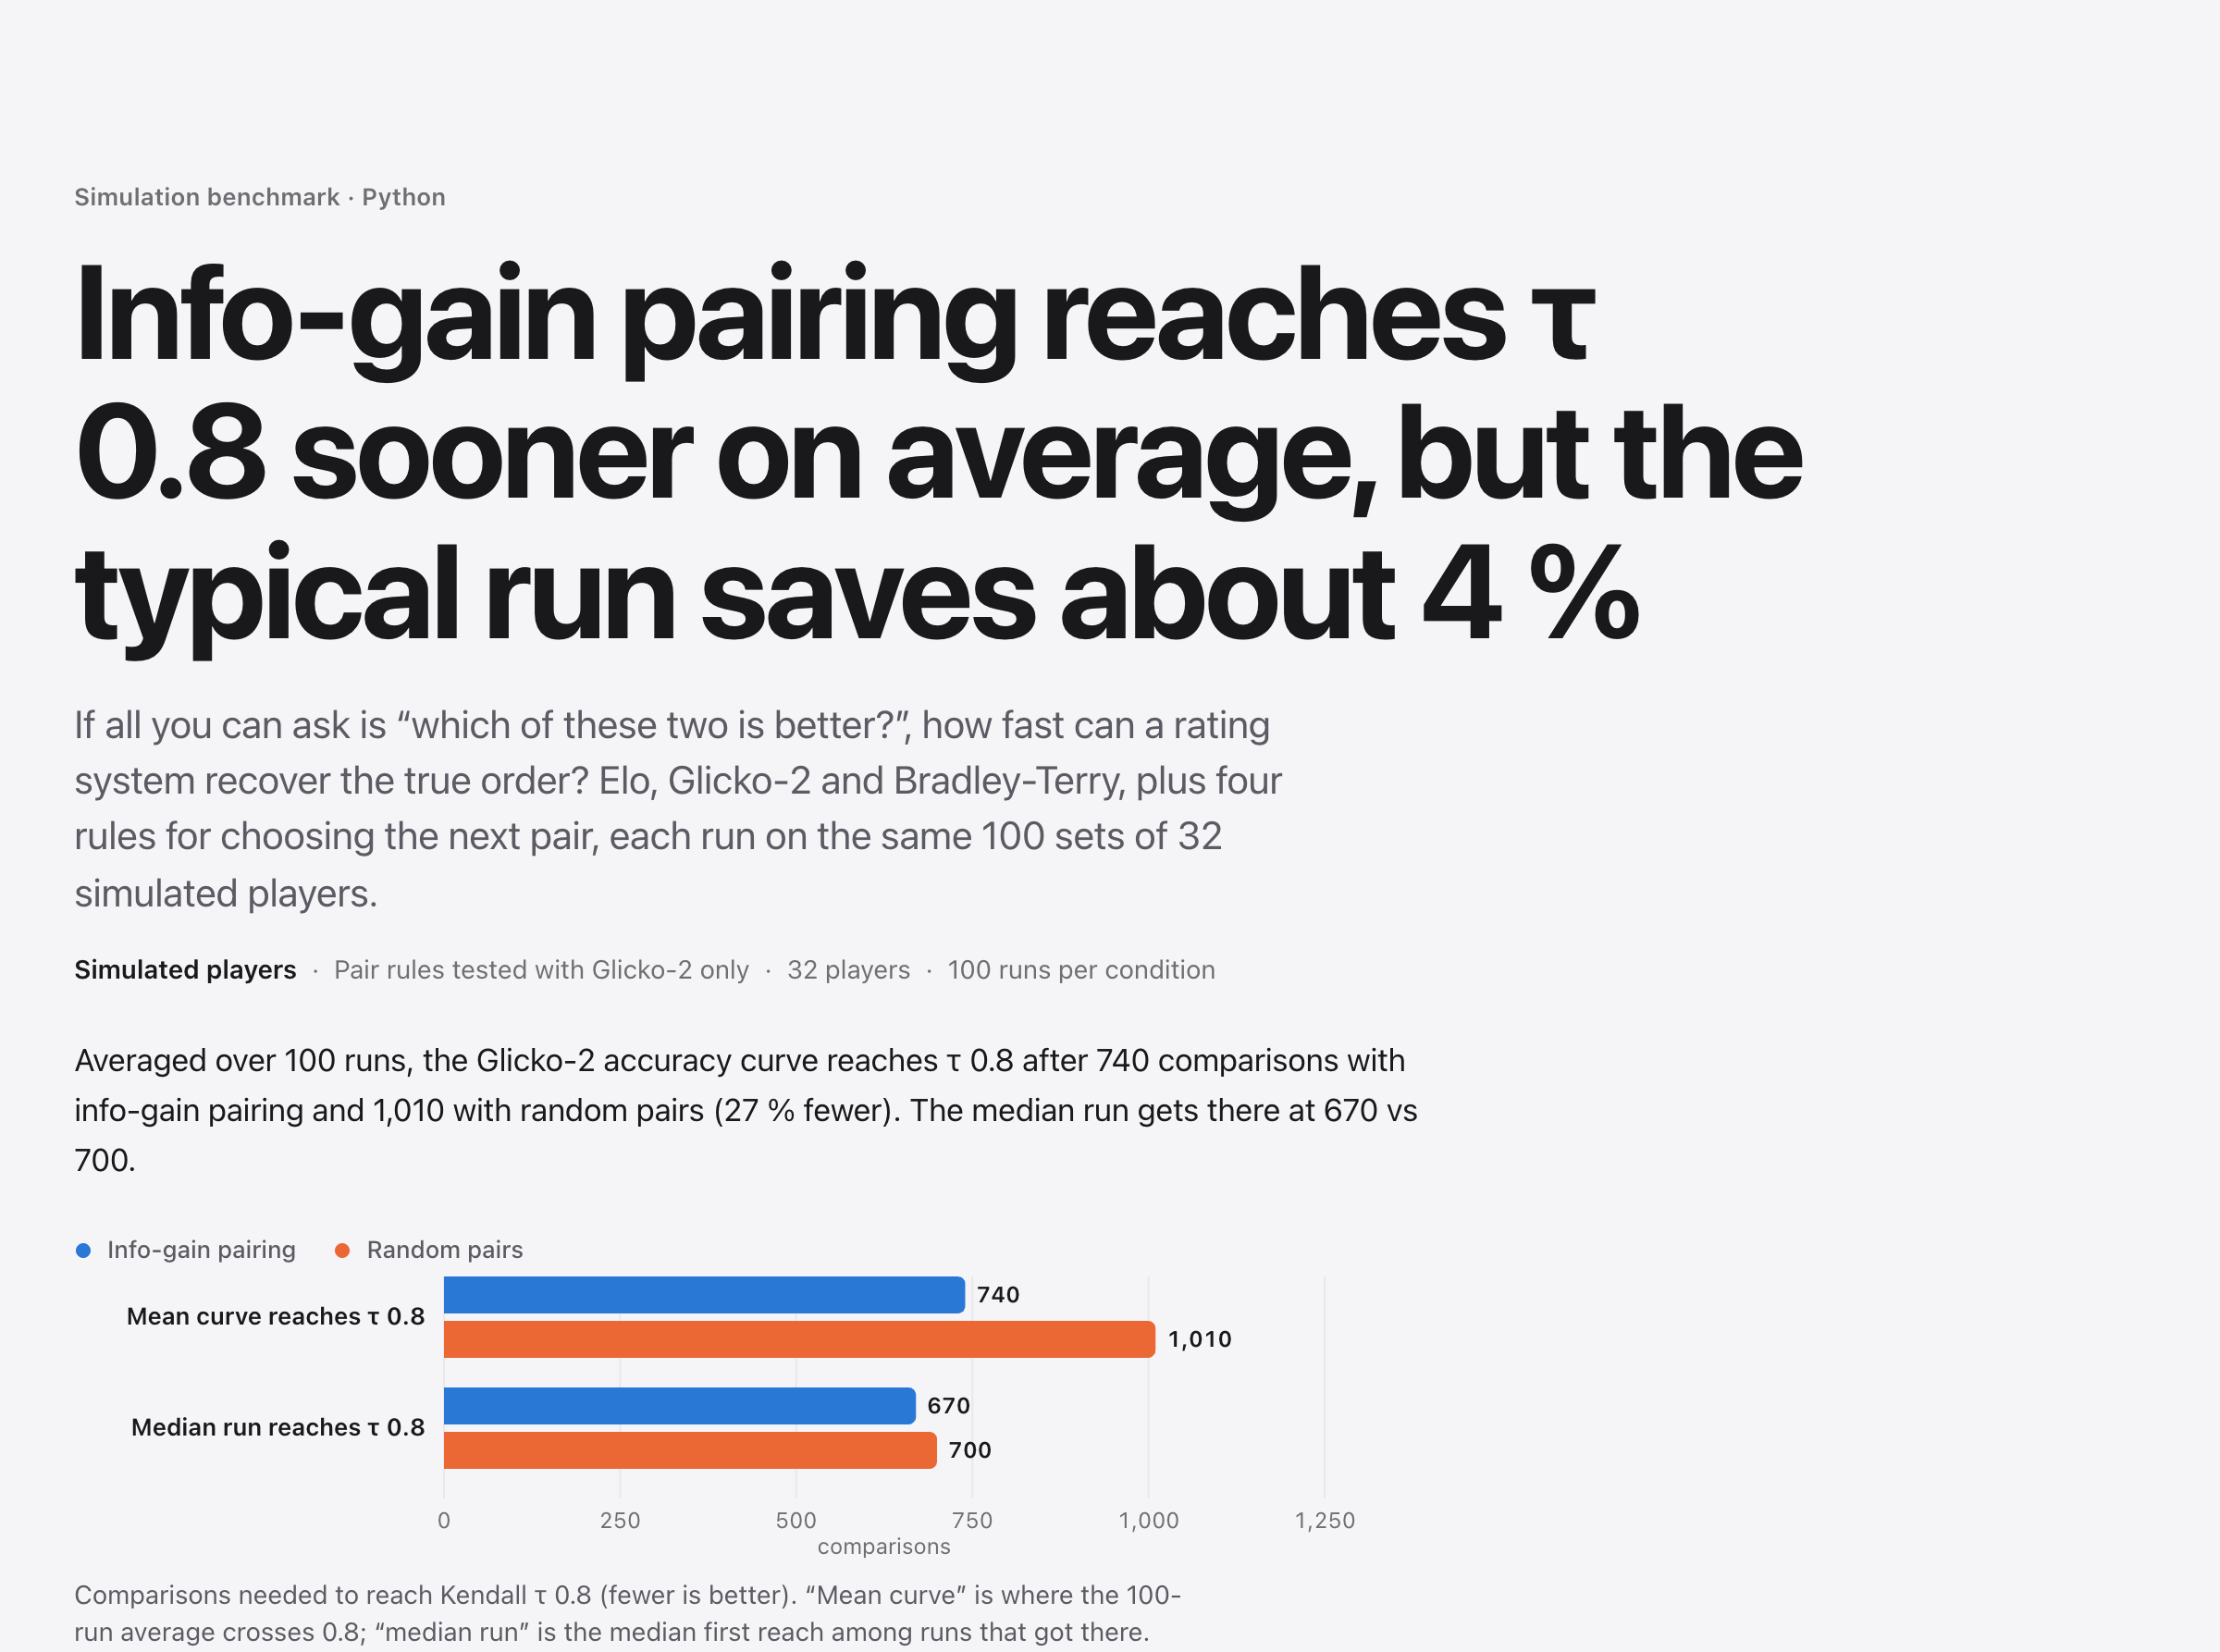 Simulation benchmark · Python
Info-gain pairing reaches τ
0.8 sooner on average, but the
typical run saves about 4 %
If all you can ask is “which of these two is better?”, how fast can a rating
system recover the true order? Elo, Glicko-2 and Bradley-Terry, plus four
rules for choosing the next pair, each run on the same 100 sets of 32
simulated players.
Simulated players · Pair rules tested with Glicko-2 only · 32 players · 100 runs per condition
Averaged over 100 runs, the Glicko-2 accuracy curve reaches τ 0.8 after 740 comparisons with
info-gain pairing and 1,010 with random pairs (27 % fewer). The median run gets there at 670 vs
700.
Info-gain pairing Random pairs
740
Mean curve reaches τ 0.8
1,010
670
Median run reaches τ 0.8
700
0 250 500 750 1,000 1,250
comparisons
Comparisons needed to reach Kendall τ 0.8 (fewer is better). “Mean curve” is where the 100-
run average crosses 0.8; “median run” is the median first reach among runs that got there.